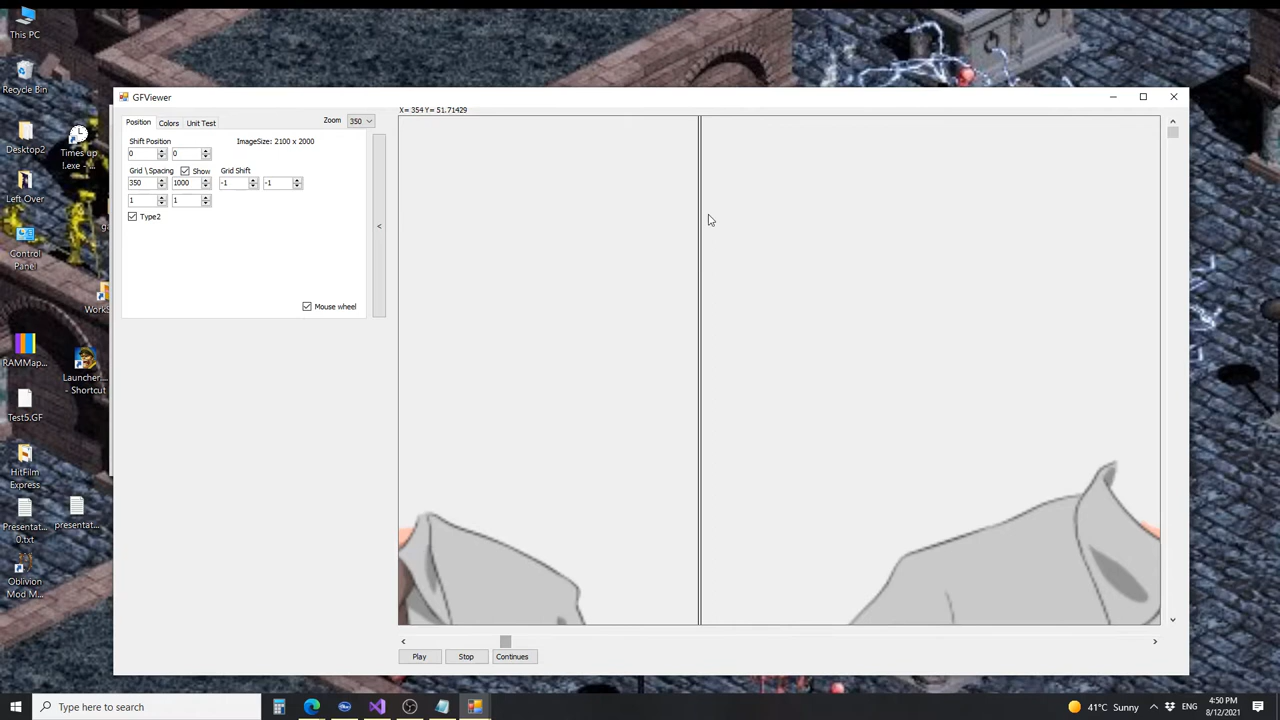 This PC
Recycle Bin
Desktop2
Times up
!.exe - ...
Left Over
Control
Panel
WorkS
RAMMap...
Launcher....
- Shortcut
Test5.GF
HitFilm
Express
Presentat...
0.txt
presentat...
Oblivion
Mod M...
GFViewer
X= 354 Y= 51.71429
Position
Colors
Unit Test
Zoom
350
Shift Position
ImageSize: 2100 x 2000
0
0
Grid \ Spacing
Show
Grid Shift
350
1000
-1
-1
1
1
Type2
<
Mouse wheel
<
>
Play
Stop
Continues
Type here to search
41°C Sunny
ENG
4:50 PM
8/12/2021